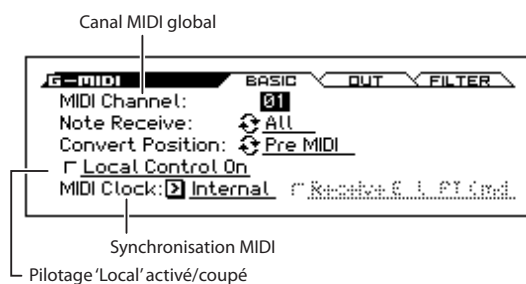 Canal MIDI global
G-MIDI BASIC OUT FILTER
MIDI Channel: 01
Note Receive: All
Convert Position: Pre MIDI
Local Control On
MIDI Clock: Internal Receive
Synchronisation MIDI
Pilotage ‘Local’ activé/coupé